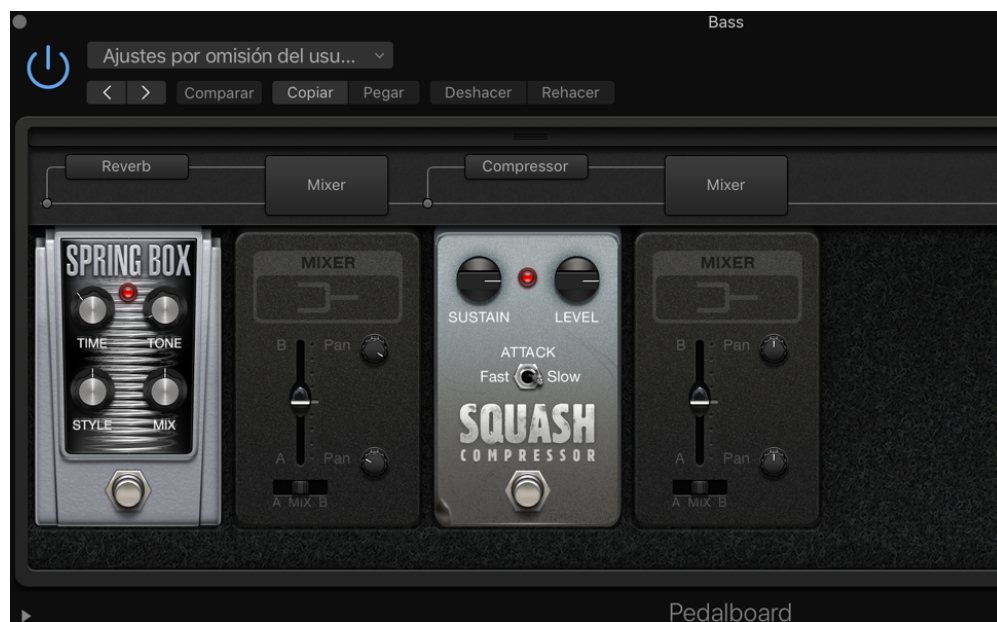 Bass
Ajustes por omisión del usu...
Comparar Copiar Pegar Deshacer Rehacer
Reverb
Mixer
Compressor
Mixer
SPRING BOX
TIME TONE
STYLE MIX
MIXER
B Pan
A Pan
A MIX B
SUSTAIN LEVEL
ATTACK
Fast Slow
SQUASH
COMPRESSOR
MIXER
B Pan
A Pan
A MIX B
Pedalboard